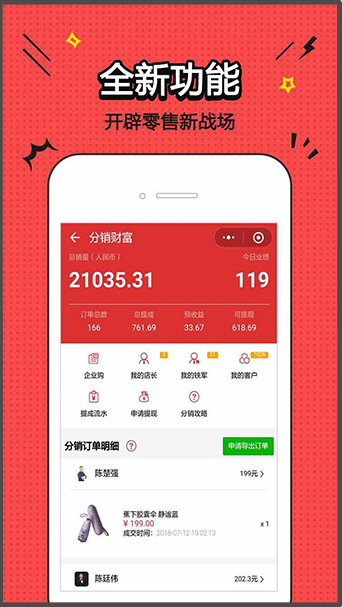 全新功能
开辟零售新战场
分销财富
总销量（人民币）
今日业绩
21035.31
119
订单总数 总提成 预收益 可提现
166 761.69 33.67 618.69
3 31 1026
企业购 我的店长 我的铁军 我的客户
提成流水 申请提现 分销攻略
分销订单明细 ? 申请导出订单
陈楚强 199元
蕉下胶囊伞 静谧蓝
¥ 199.00
x 1
成交时间：2018-07-12 19:02:13
陈廷伟 202.3元